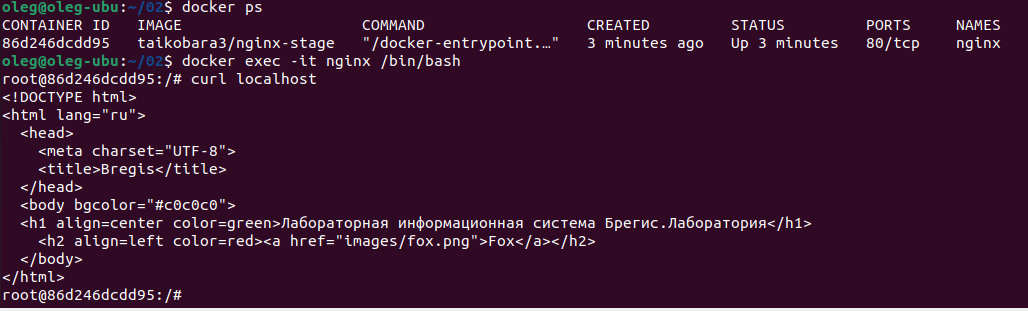 oleg@oleg-ubu:~/02$ docker ps
CONTAINER ID   IMAGE                    COMMAND                  CREATED         STATUS         PORTS     NAMES
86d246dcdd95   taikobara3/nginx-stage   "/docker-entrypoint.…"   3 minutes ago   Up 3 minutes   80/tcp    nginx
oleg@oleg-ubu:~/02$ docker exec -it nginx /bin/bash
root@86d246dcdd95:/# curl localhost
<!DOCTYPE html>
<html lang="ru">
  <head>
    <meta charset="UTF-8">
    <title>Bregis</title>
  </head>
  <body bgcolor="#c0c0c0">
  <h1 align=center color=green>Лабораторная информационная система Брегис.Лаборатория</h1>
    <h2 align=left color=red><a href="images/fox.png">Fox</a></h2>
  </body>
</html>
root@86d246dcdd95:/#